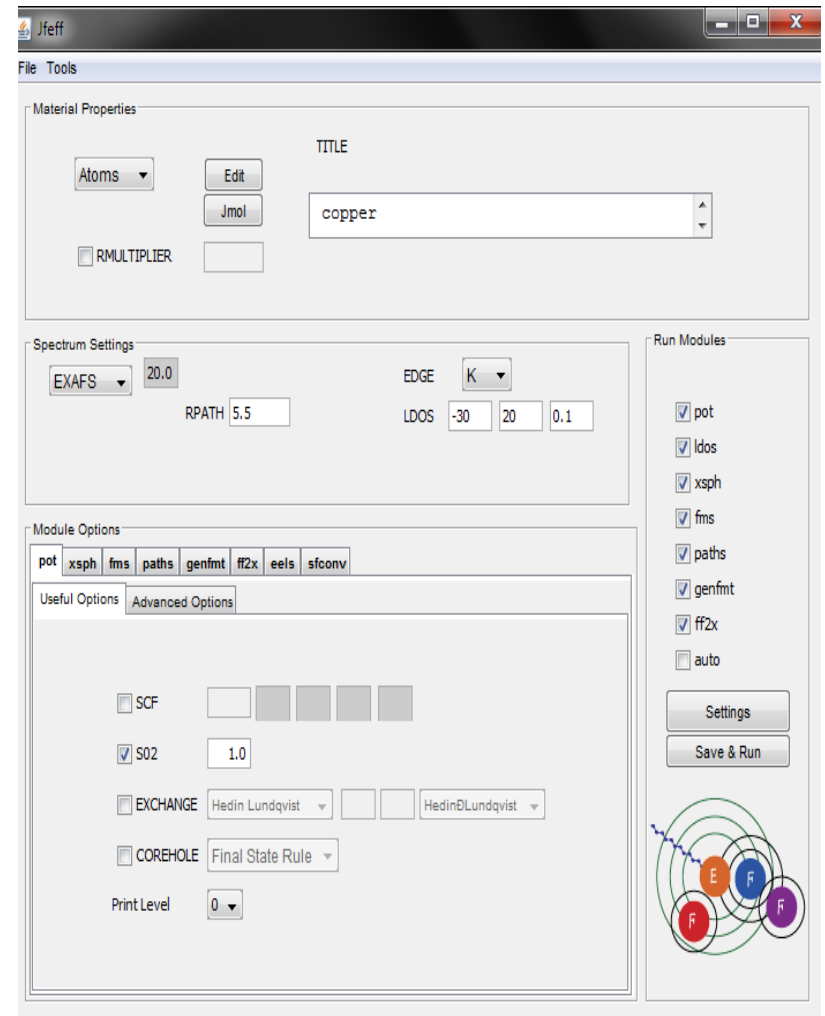 Jfeff
File Tools
Material Properties
TITLE
Atoms
Edit
Jmol
copper
RMULTIPLIER
Spectrum Settings
EXAFS 20.0
EDGE K
RPATH 5.5
LDOS -30 20 0.1
Run Modules
pot
ldos
xsph
fms
paths
genfmt
ff2x
auto
Settings
Save & Run
Module Options
pot xsph fms paths genfmt ff2x eels sfconv
Useful Options Advanced Options
SCF
S02 1.0
EXCHANGE Hedin Lundqvist HedinÐLundqvist
COREHOLE Final State Rule
Print Level 0
E F
F F